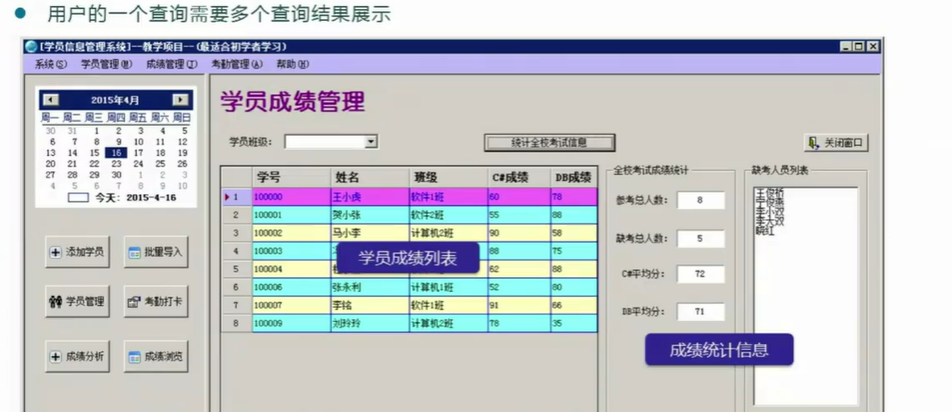 用户的一个查询需要多个查询结果展示
[学员信息管理系统]--教学项目--(最适合初学者学习)
系统(S) 学员管理(M) 成绩管理(J) 考勤管理(A) 帮助(H)
2015年4月
周一 周二 周三 周四 周五 周六 周日
30 31 1 2 3 4 5
6 7 8 9 10 11 12
13 14 15 16 17 18 19
20 21 22 23 24 25 26
27 28 29 30 1 2 3
4 5 6 7 8 9 10
今天: 2015-4-16
添加学员 批量导入
学员管理 考勤打卡
成绩分析 成绩浏览
学员成绩管理
学员班级: 统计全校考试信息 关闭窗口
学号 姓名 班级 C#成绩 DB成绩
1 100000 王小虎 软件1班 60 78
2 100001 贺小张 软件2班 55 88
3 100002 马小李 计算机2班 90 58
4 100003 88 75
5 100004 62 88
6 100006 张永利 计算机1班 52 80
7 100007 李铭 软件1班 91 66
8 100009 刘玲玲 计算机2班 78 35
学员成绩列表
全校考试成绩统计
参考总人数: 8
缺考总人数: 5
C#平均分: 72
DB平均分: 71
成绩统计信息
缺考人员列表
王俊桥
李小双
李大双
晓红